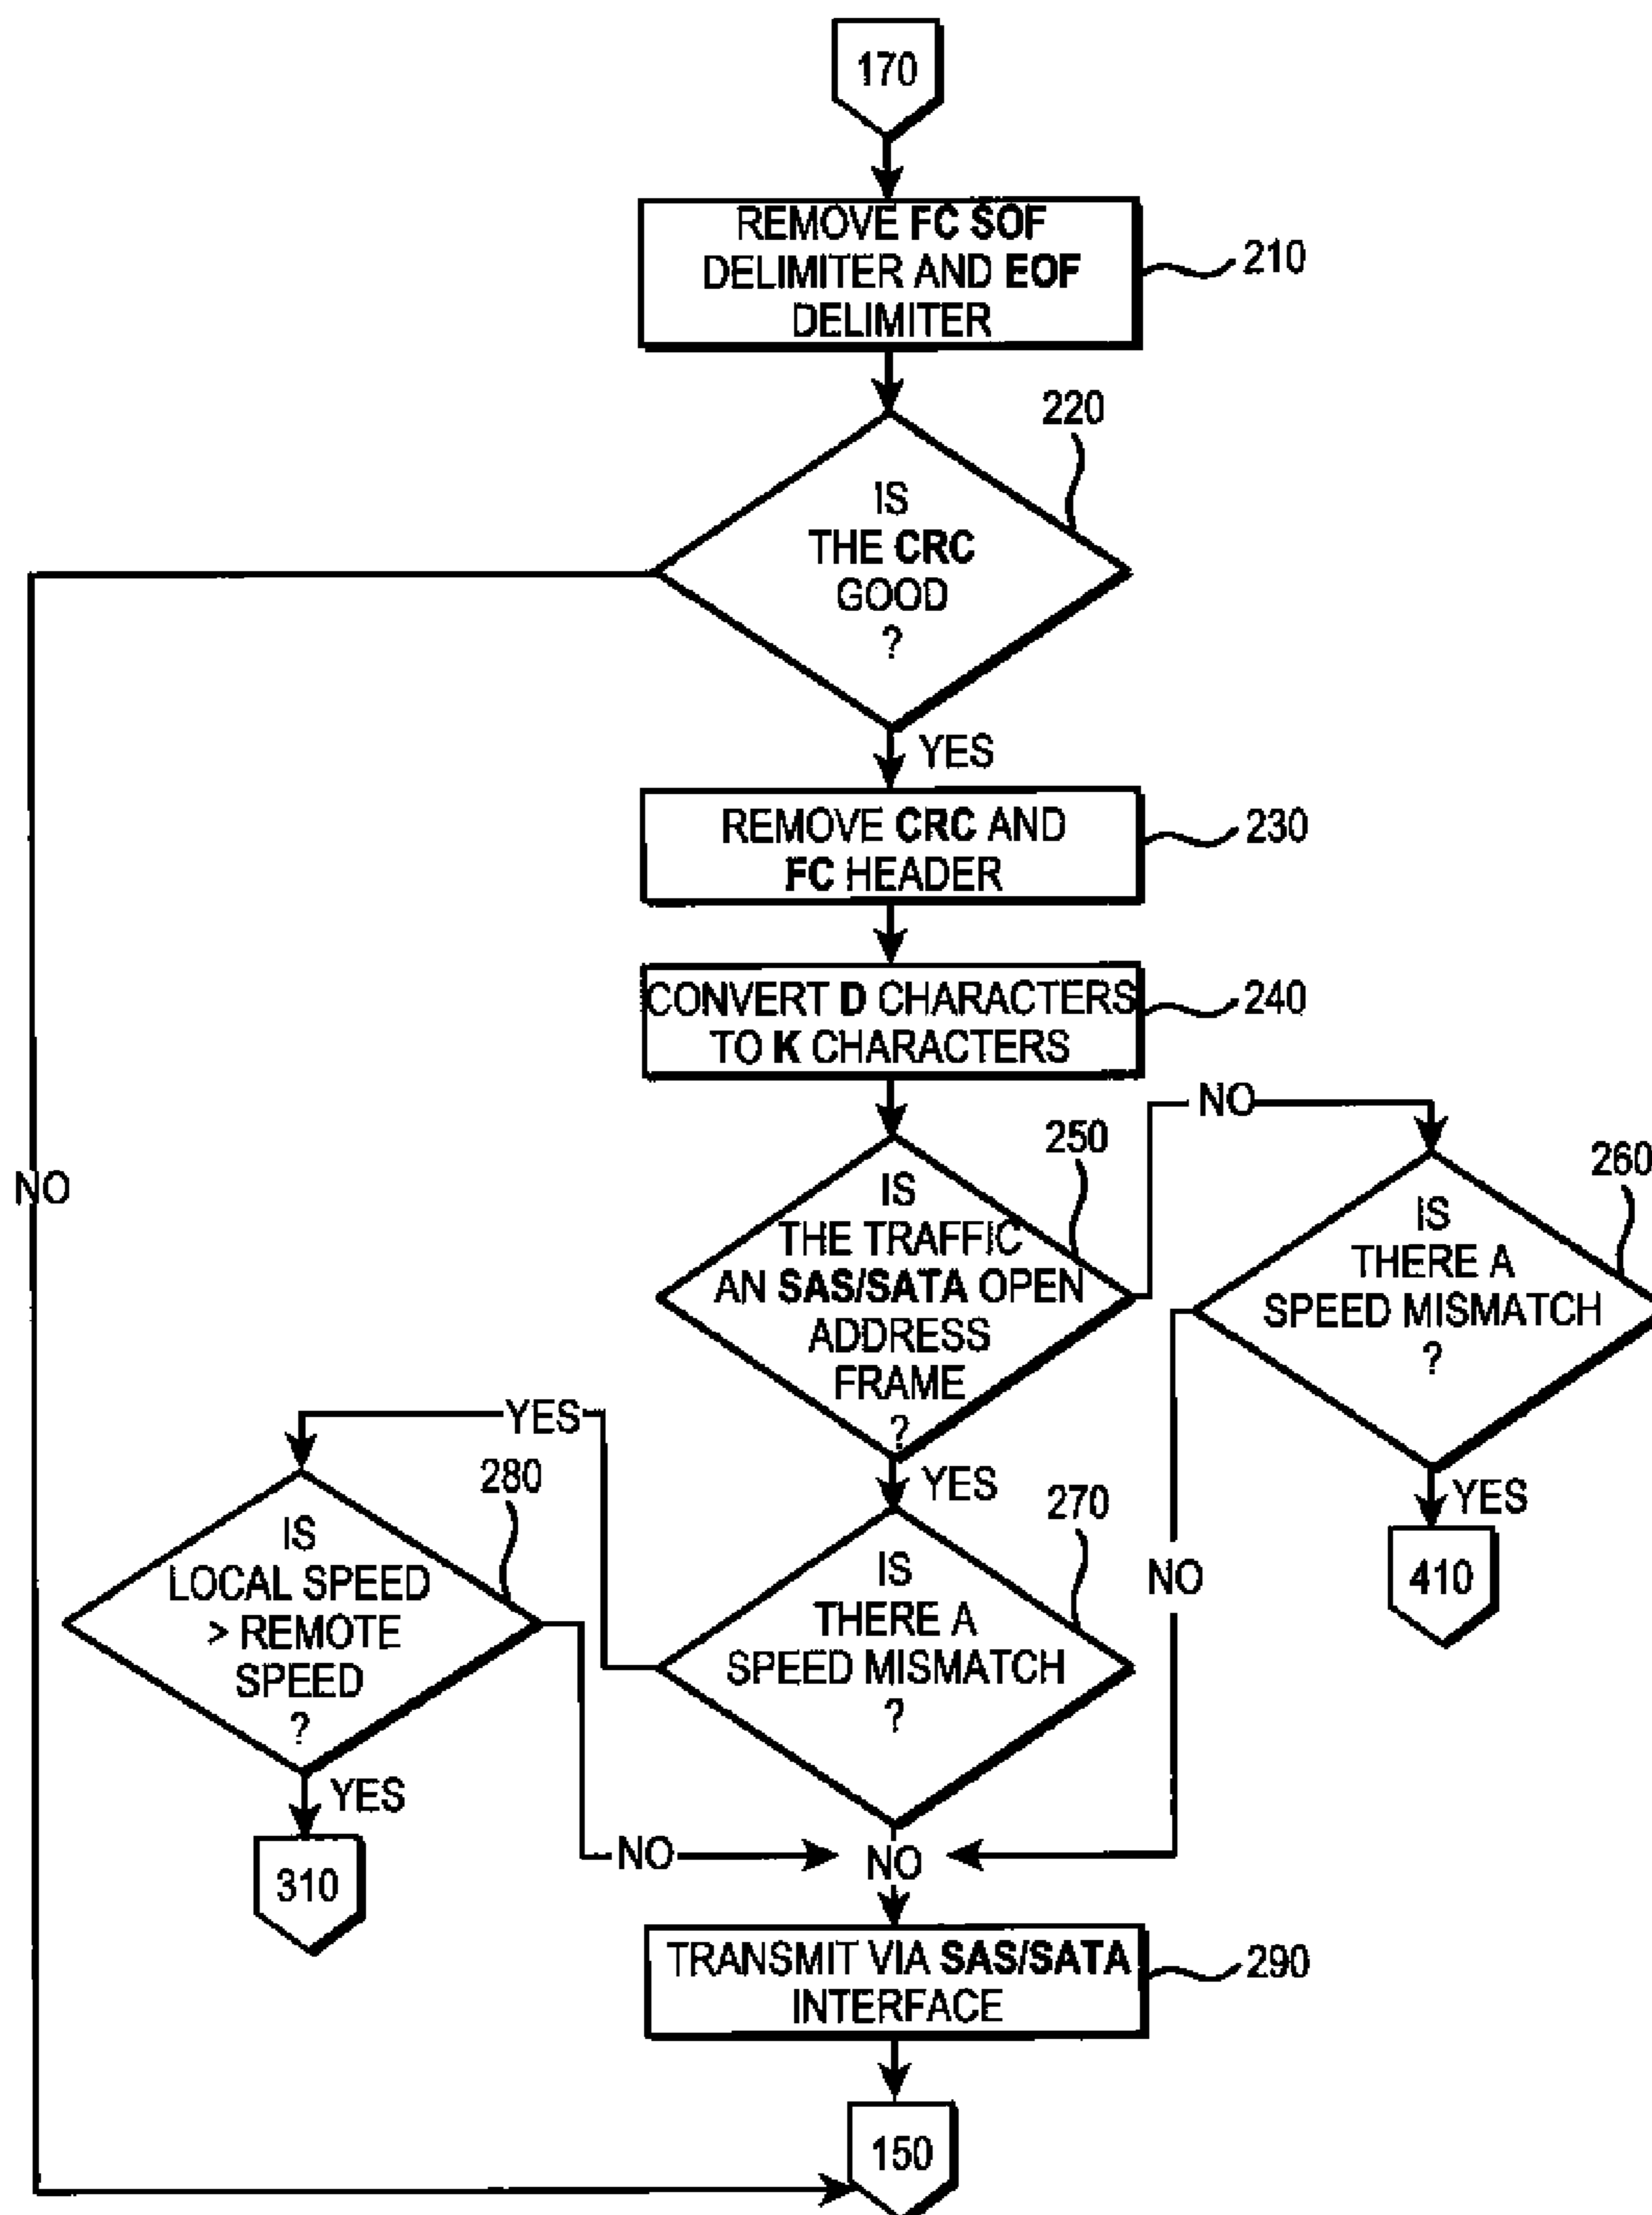 170
REMOVE FC SOF
DELIMITER AND EOF
DELIMITER
210
220
IS
THE CRC
GOOD
?
YES
REMOVE CRC AND
FC HEADER
230
CONVERT D CHARACTERS
TO K CHARACTERS
240
NO
250
IS
THE TRAFFIC
AN SAS/SATA OPEN
ADDRESS
FRAME
?
260
IS
THERE A
SPEED MISMATCH
?
NO
YES
YES
YES
410
NO
280
IS
LOCAL SPEED
> REMOTE
SPEED
?
270
IS
THERE A
SPEED MISMATCH
?
YES
310
NO
NO
TRANSMIT VIA SAS/SATA
INTERFACE
290
150